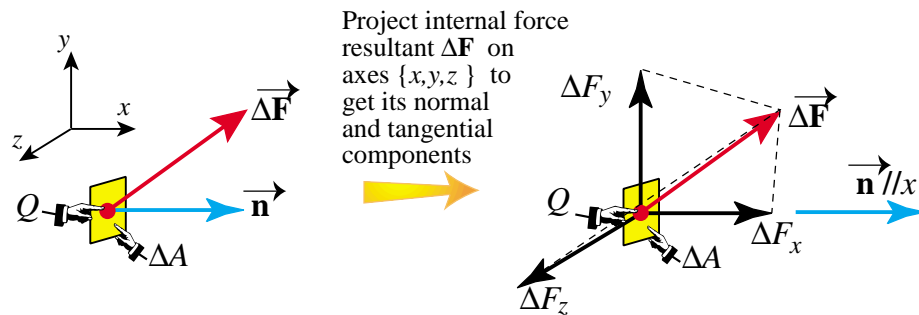 Project internal force
resultant ΔF on
axes {x,y,z } to
get its normal
and tangential
components
y
x
z
ΔF
Q
n
ΔA
ΔFy
ΔF
n //x
Q
ΔFx
ΔA
ΔFz